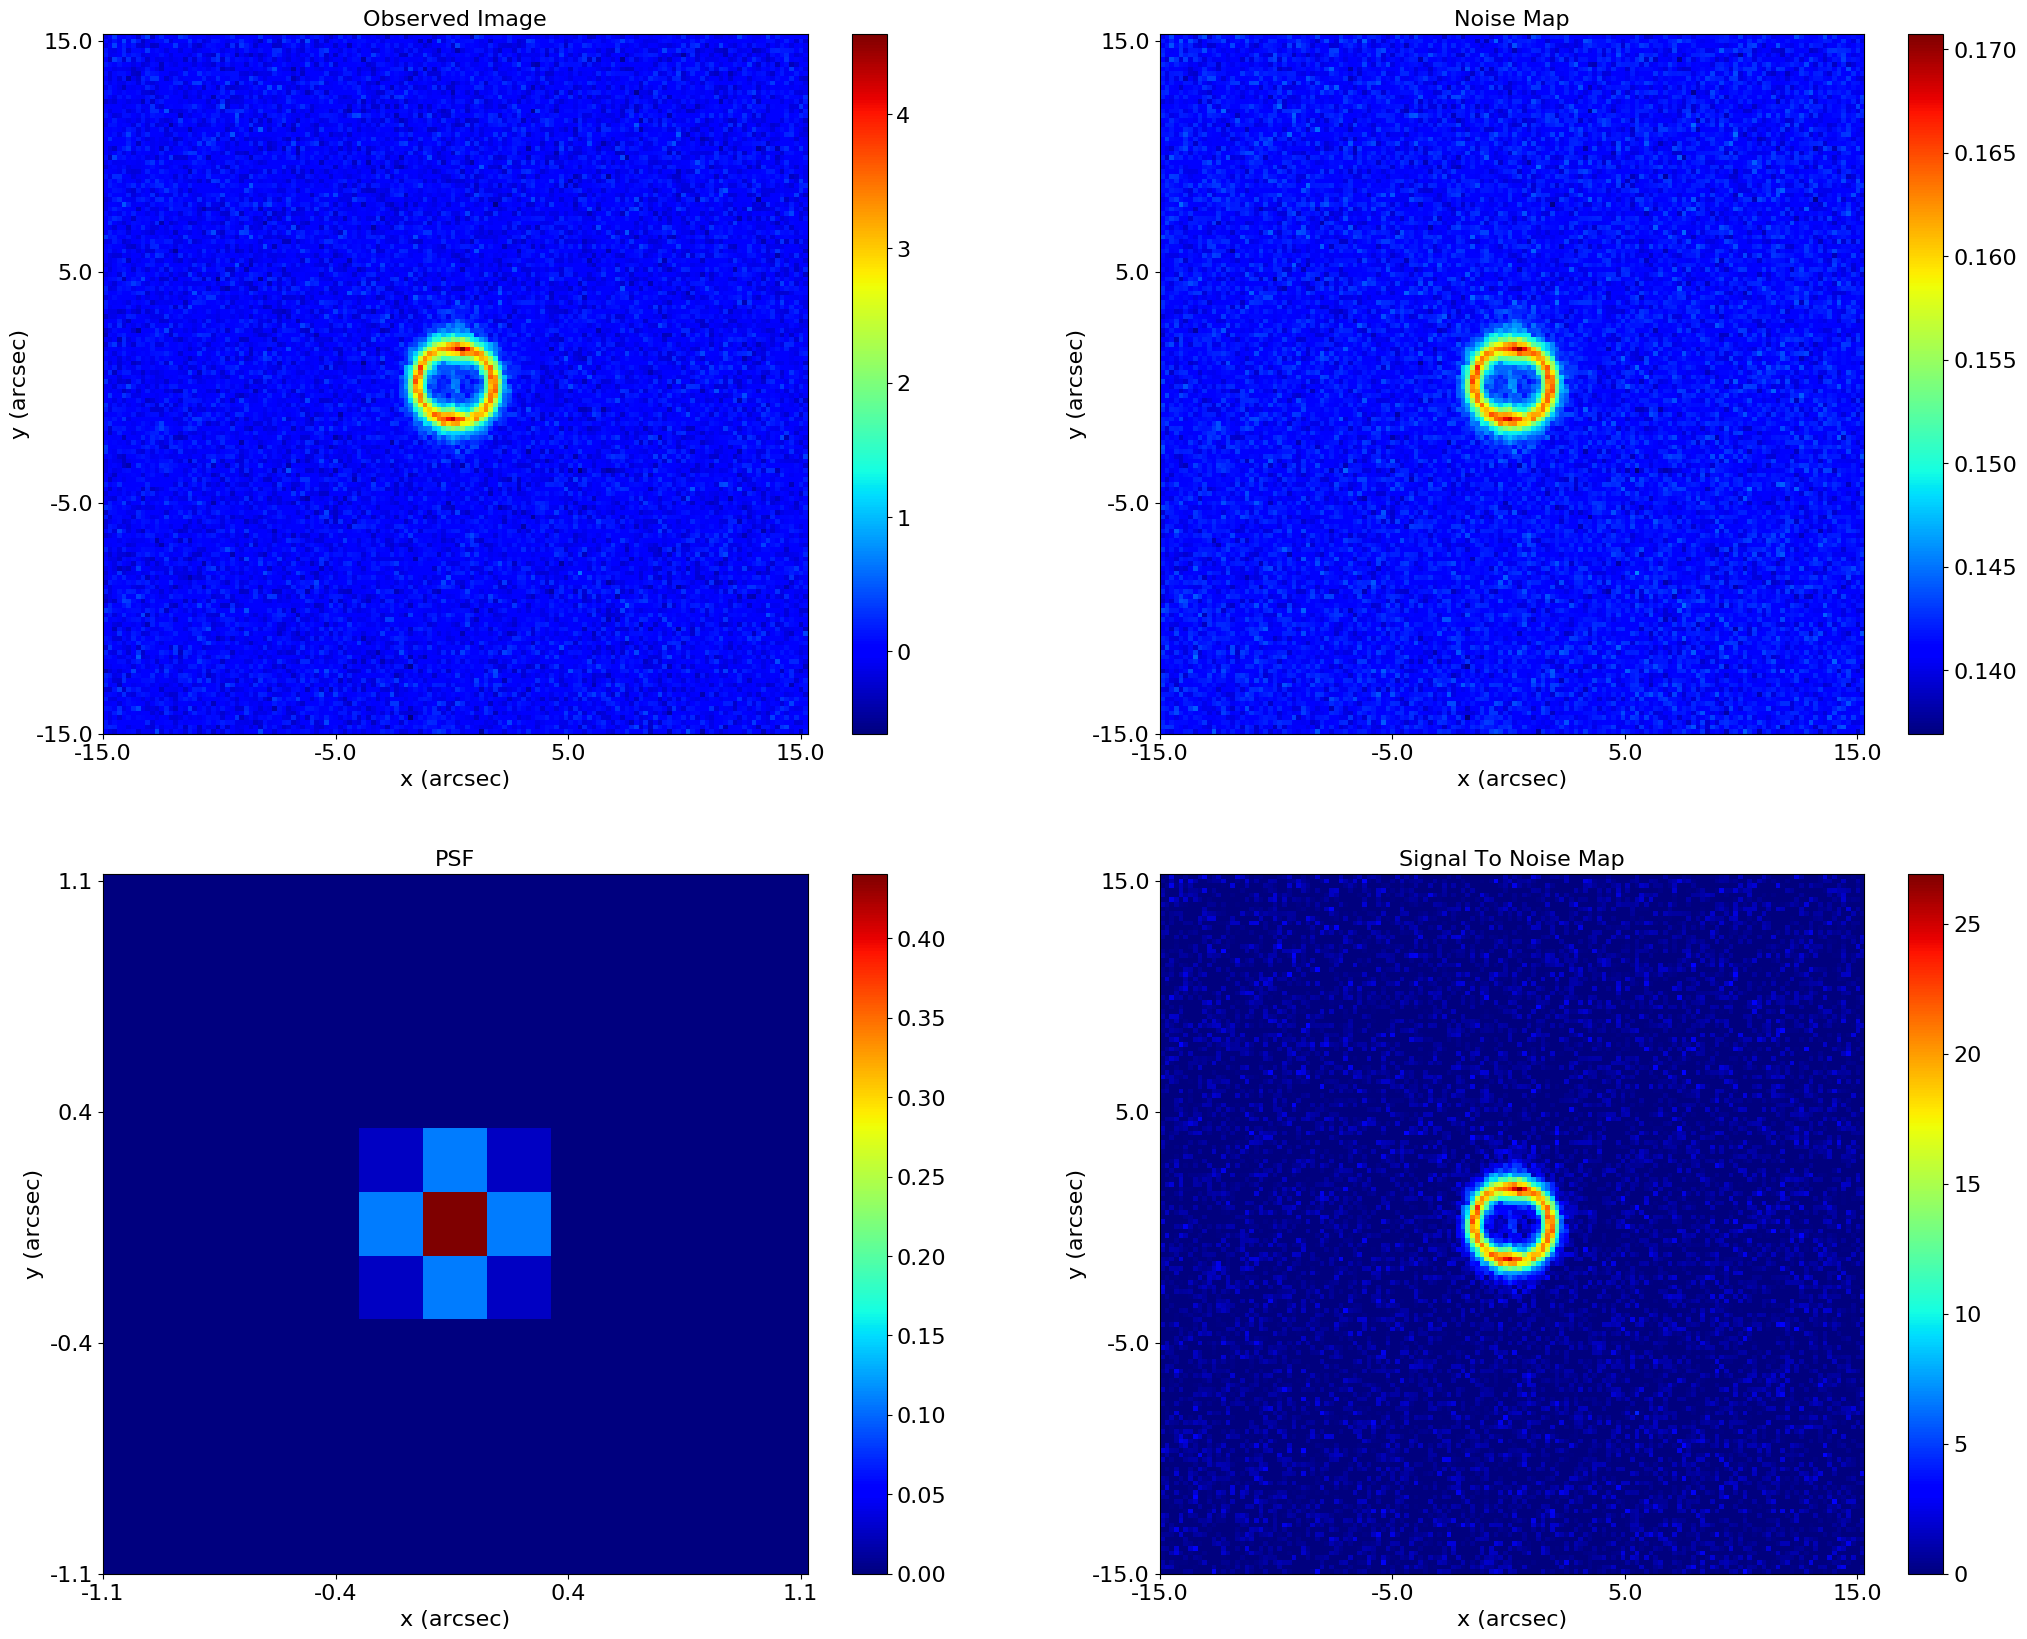 Observed Image
15.0
5.0
-5.0
-15.0
y (arcsec)
-15.0 -5.0 5.0 15.0
x (arcsec)
4
3
2
1
0
Noise Map
15.0
5.0
-5.0
-15.0
y (arcsec)
-15.0 -5.0 5.0 15.0
x (arcsec)
0.170
0.165
0.160
0.155
0.150
0.145
0.140
PSF
1.1
0.4
-0.4
-1.1
y (arcsec)
-1.1 -0.4 0.4 1.1
x (arcsec)
0.40
0.35
0.30
0.25
0.20
0.15
0.10
0.05
0.00
Signal To Noise Map
15.0
5.0
-5.0
-15.0
y (arcsec)
-15.0 -5.0 5.0 15.0
x (arcsec)
25
20
15
10
5
0